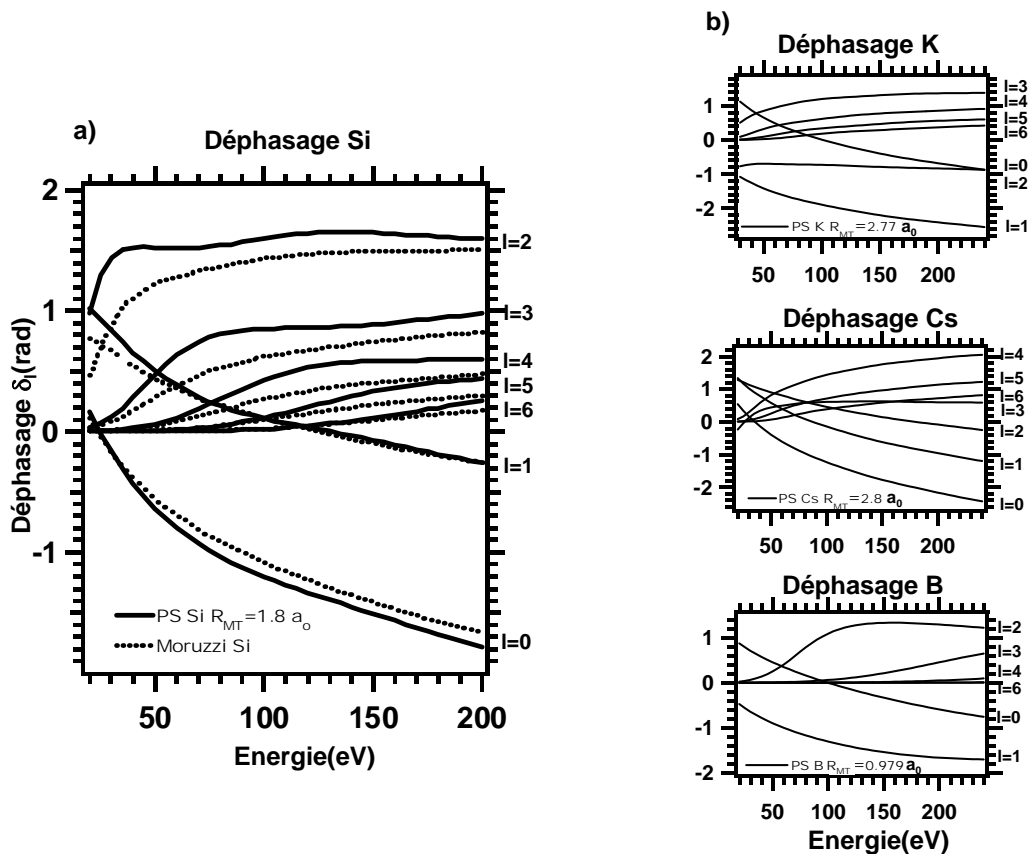 a)
Déphasage Si
Déphasage δl(rad)
2
1
0
-1
l=2
l=3
l=4
l=5
l=6
l=1
l=0
PS Si RMT=1.8 ao
Moruzzi Si
50
100
150
200
Energie(eV)
b)
Déphasage K
1
0
-1
-2
l=3
l=4
l=5
l=6
l=0
l=2
l=1
PS K RMT=2.77 a0
50
100
150
200
Déphasage Cs
2
1
0
-1
-2
l=4
l=5
l=6
l=3
l=2
l=1
l=0
PS Cs RMT=2.8 a0
50
100
150
200
Déphasage B
1
0
-1
-2
l=2
l=3
l=4
l=6
l=0
l=1
PS B RMT=0.979 a0
50
100
150
200
Energie(eV)